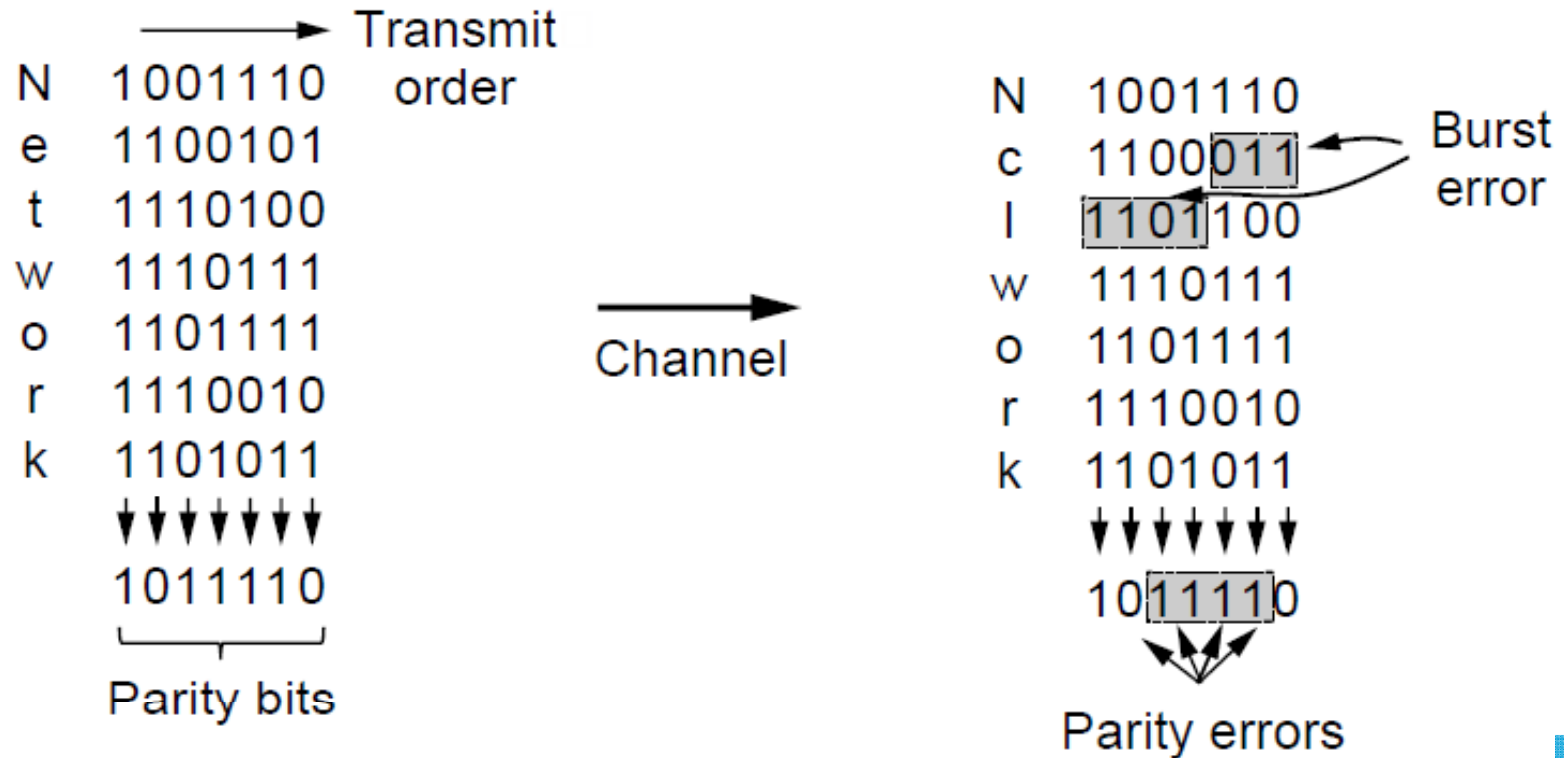 Transmit
order
N 1001110
e 1100101
t 1110100
w 1110111
o 1101111
r 1110010
k 1101011
1011110
Parity bits
Channel
N 1001110
c 1100011
l 1101100
w 1110111
o 1101111
r 1110010
k 1101011
1011110
Burst
error
Parity errors